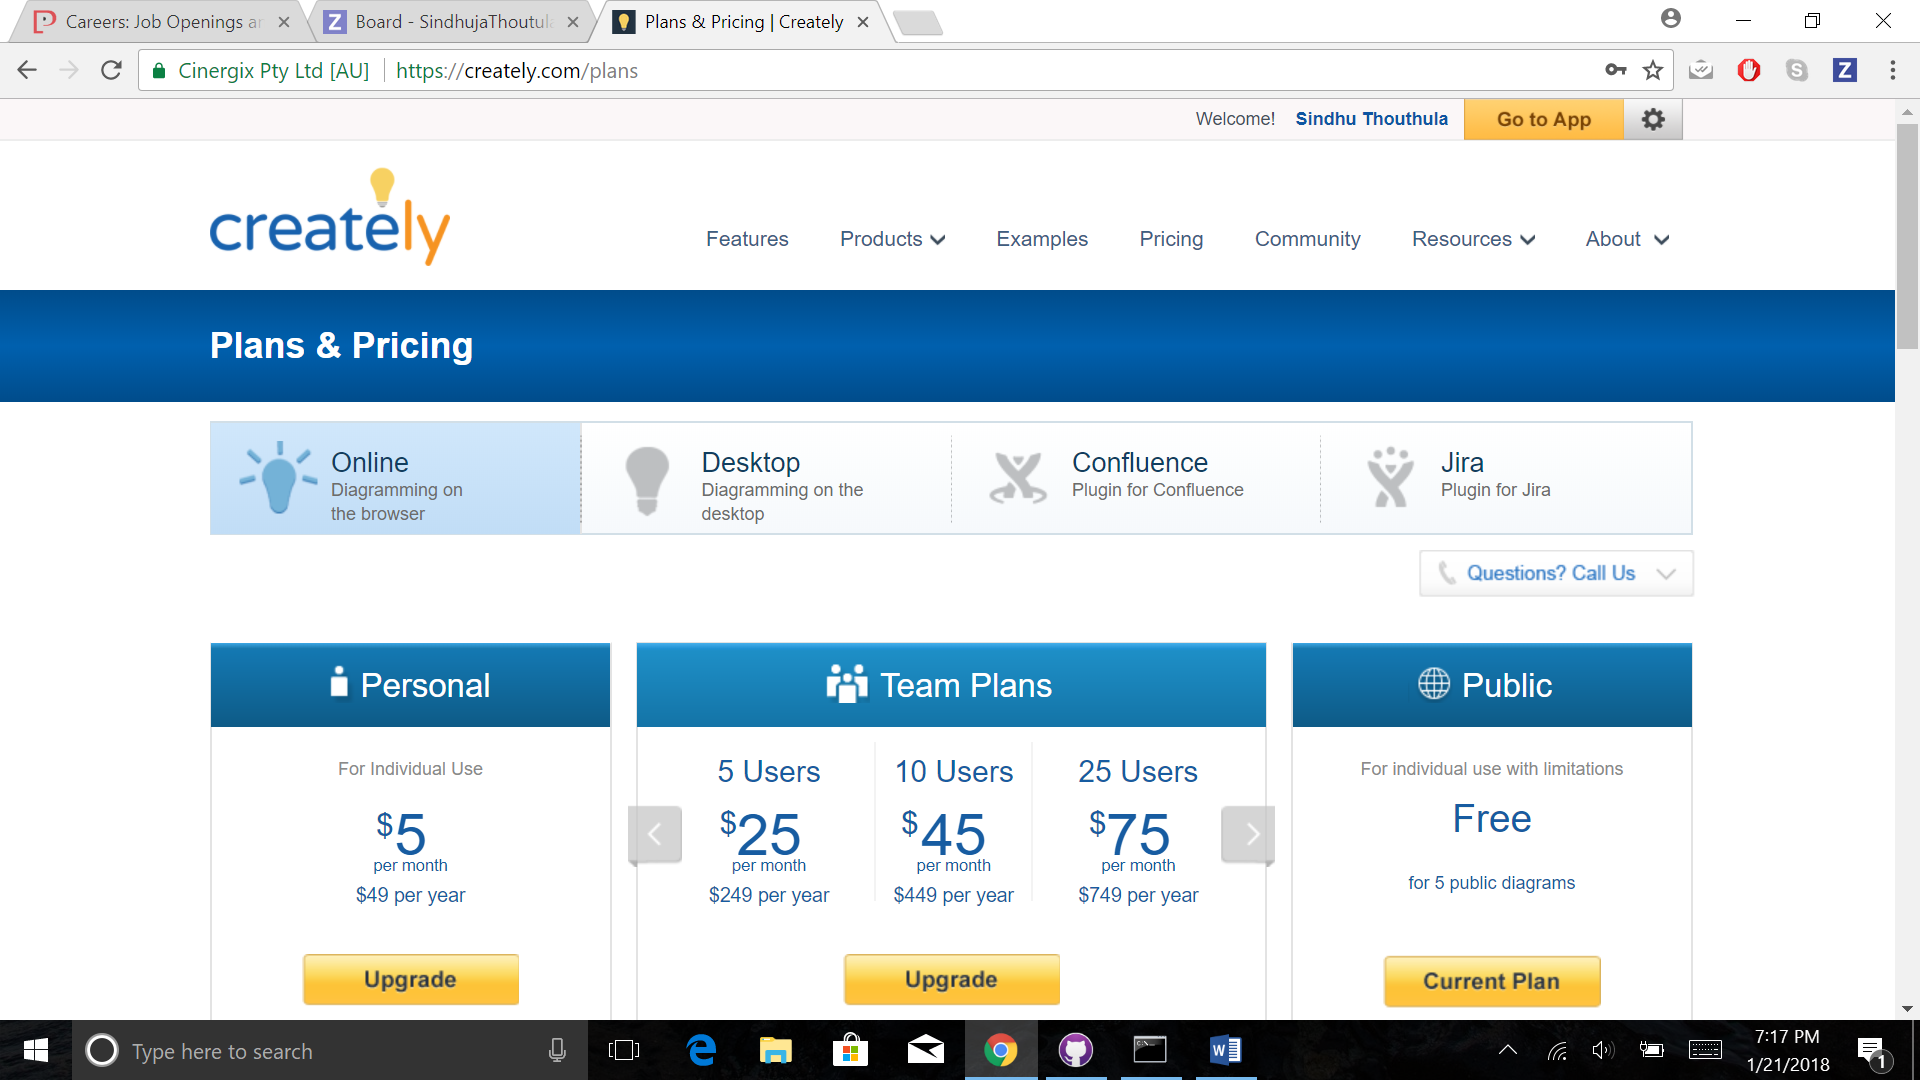 Careers: Job Openings ar
Board - SindhujaThoutula
Plans & Pricing | Creately
Cinergix Pty Ltd [AU]
https://creately.com/plans
Welcome! Sindhu Thouthula
Go to App
creately
Features
Products
Examples
Pricing
Community
Resources
About
Plans & Pricing
Online
Diagramming on
the browser
Desktop
Diagramming on the
desktop
Confluence
Plugin for Confluence
Jira
Plugin for Jira
Questions? Call Us
Personal
For Individual Use
$5
per month
$49 per year
Upgrade
Team Plans
5 Users
$25
per month
$249 per year
10 Users
$45
per month
$449 per year
25 Users
$75
per month
$749 per year
Upgrade
Public
For individual use with limitations
Free
for 5 public diagrams
Current Plan
Type here to search
7:17 PM
1/21/2018
1